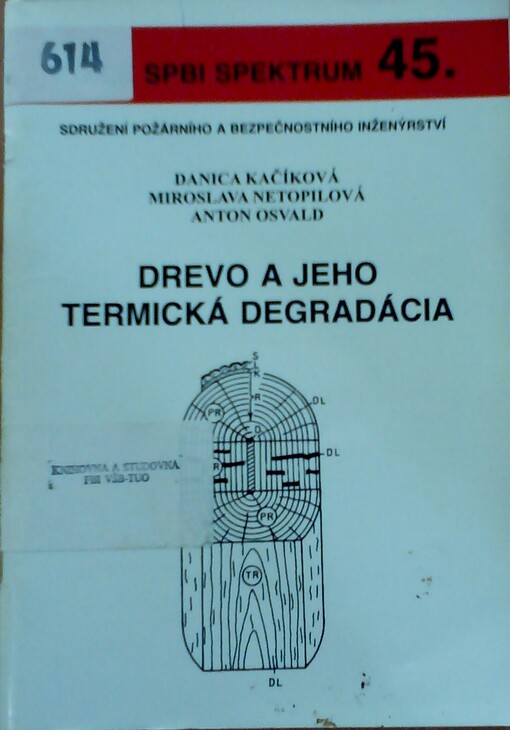 614
SPBI SPEKTRUM 45.
SDRUŽENÍ POŽÁRNÍHO A BEZPEČNOSTNÍHO INŽENÝRSTVÍ
DANICA KAČÍKOVÁ
MIROSLAVA NETOPILOVÁ
ANTON OSVALD
DREVO A JEHO
TERMICKÁ DEGRADÁCIA
S
L
K
R
DL
PR
D
DL
R
KNIHOVNA A STUDOVNA
FBI VŠB-TUO
PR
TR
DL